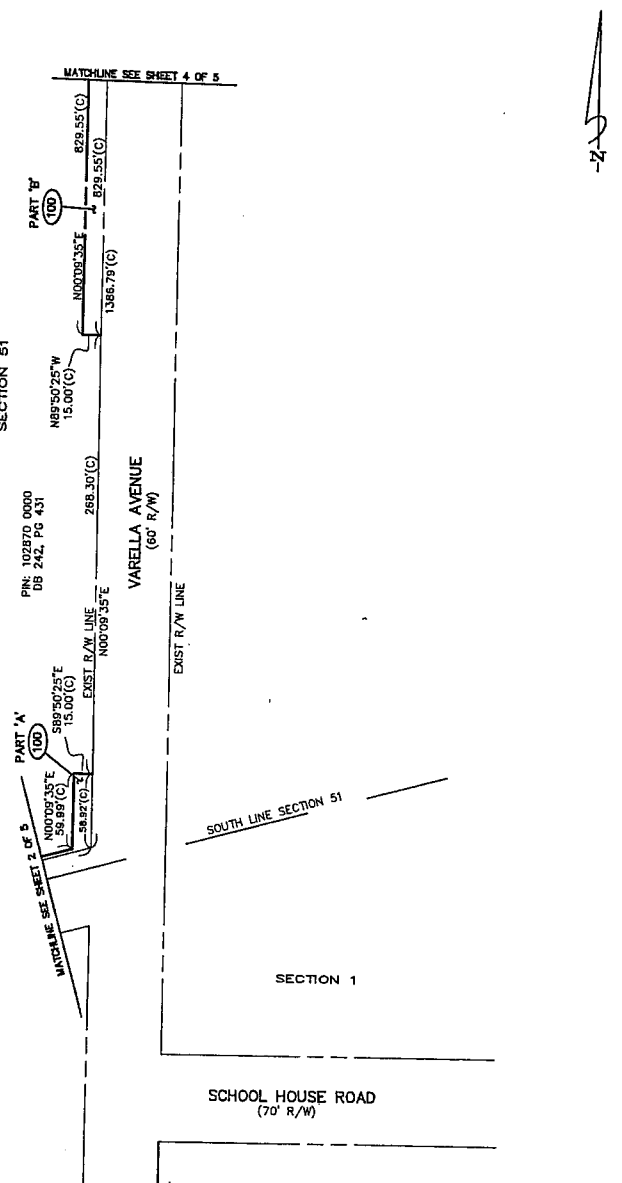 MATCHLINE SEE SHEET 4 OF 5
829.55'(C)
829.55'(C)
PART 'B'
100
N00°09'35"E
1386.79'(C)
N89°50'25"W
15.00'(C)
SECTION 51
268.30'(C)
VARELLA AVENUE
(60' R/W)
PIN: 102870 0000
DB 242, PG 431
EXIST R/W LINE
N00°09'35"E
EXIST R/W LINE
S89°50'25"E
15.00'(C)
PART 'A'
100
N00°09'35"E
59.99'(C)
58.92'(C)
MATCHLINE SEE SHEET 2 OF 5
SOUTH LINE SECTION 51
SECTION 1
SCHOOL HOUSE ROAD
(70' R/W)
N